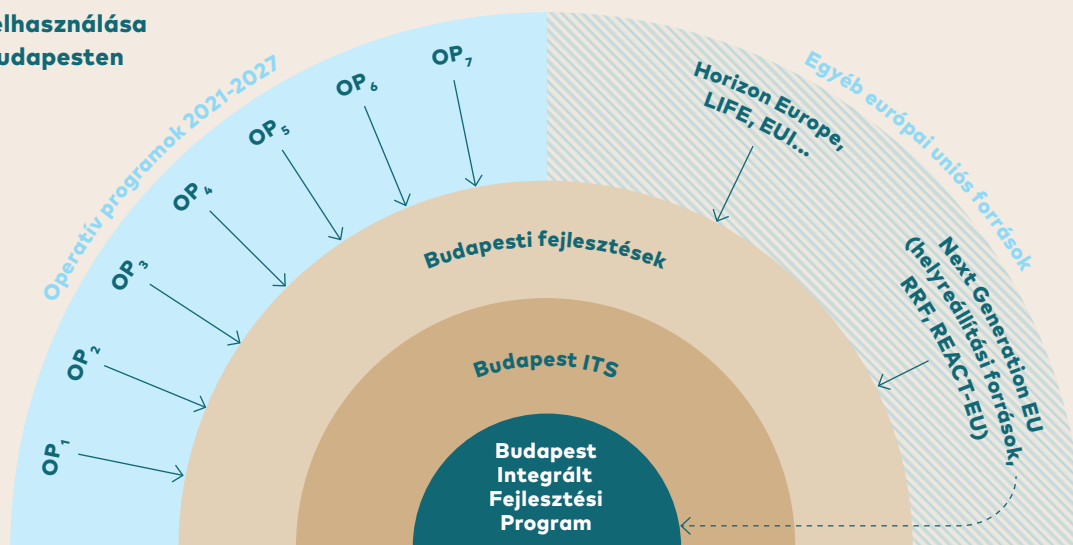 elhasználása
udapesten
Operatív programok 2021-2027
OP1
OP2
OP3
OP4
OP5
OP6
OP7
Egyéb európai uniós források
Horizon Europe,
LIFE, EUI...
Next Generation EU
(helyreállítási források,
RRF, REACT-EU)
Budapesti fejlesztések
Budapest ITS
Budapest
Integrált
Fejlesztési
Program